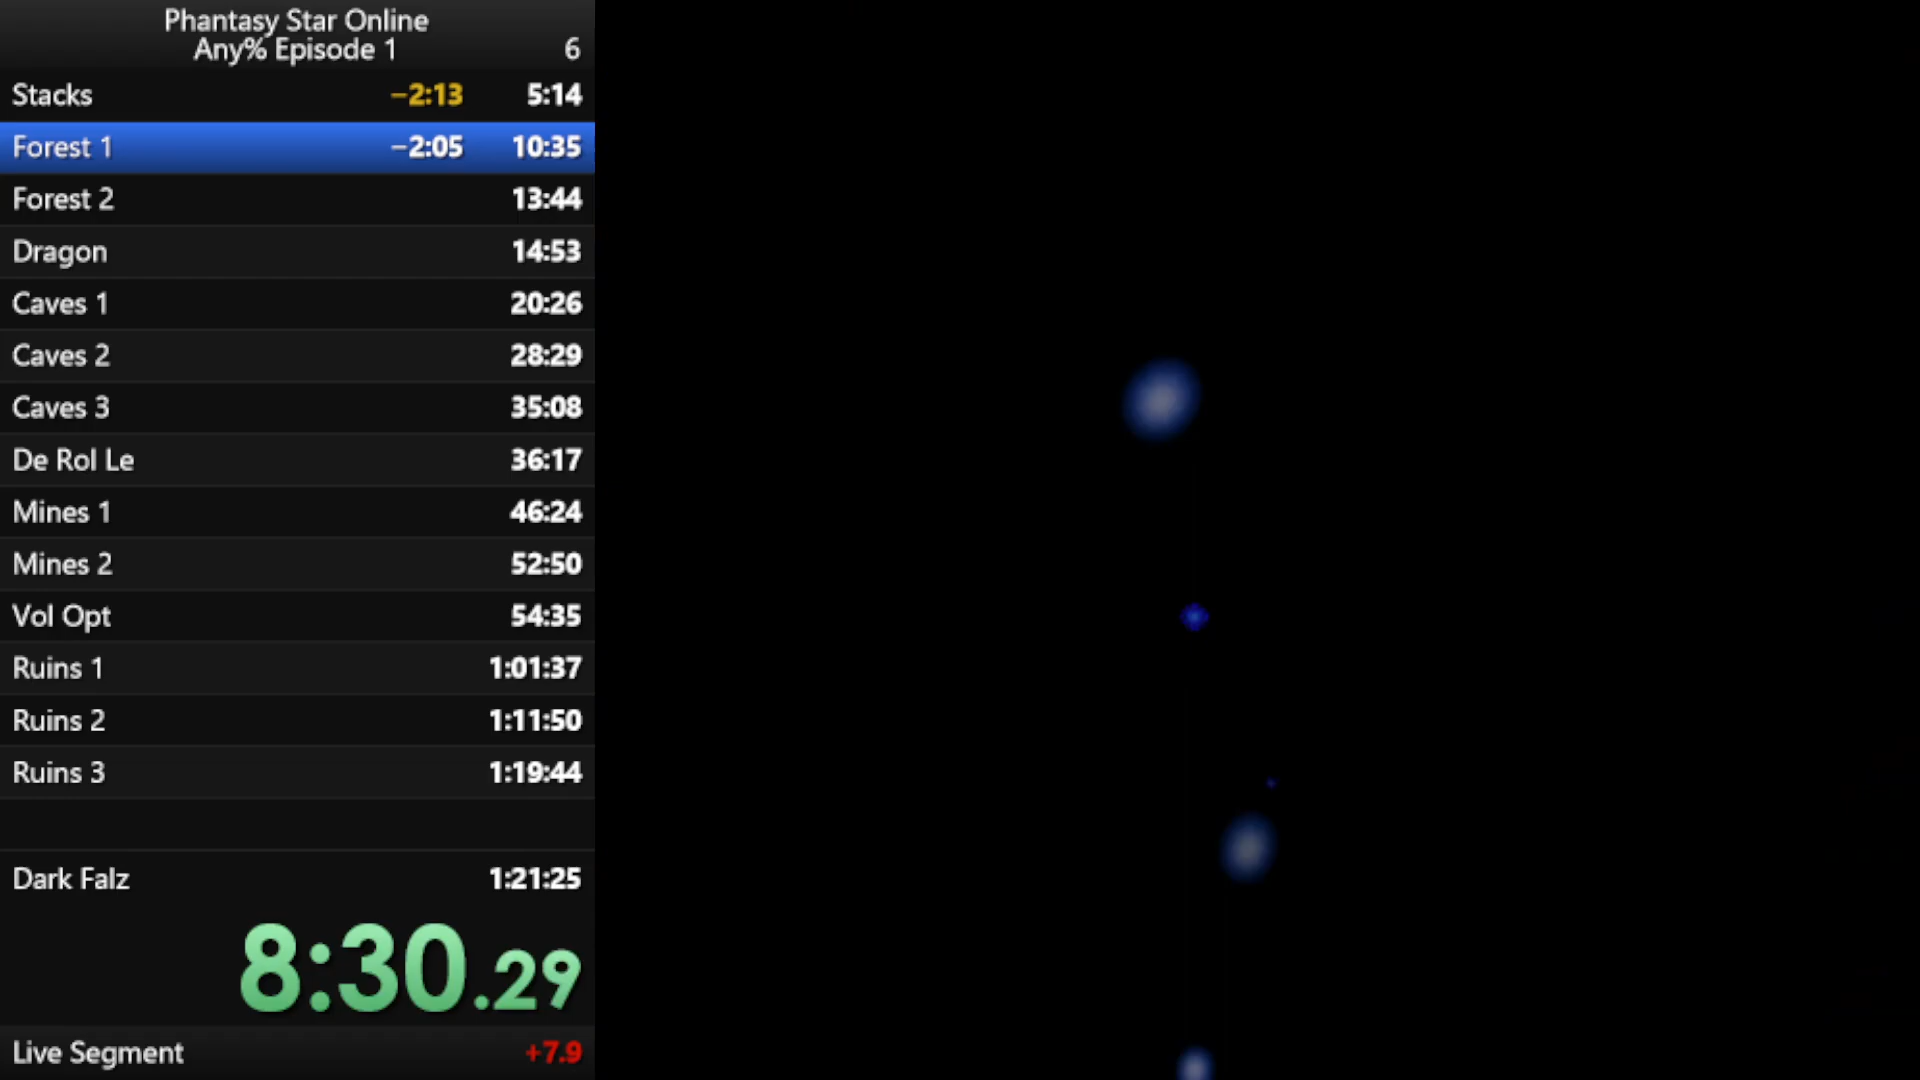 Phantasy Star Online
Any% Episode 1 6
Stacks −2:13 5:14
Forest 1 −2:05 10:35
Forest 2 13:44
Dragon 14:53
Caves 1 20:26
Caves 2 28:29
Caves 3 35:08
De Rol Le 36:17
Mines 1 46:24
Mines 2 52:50
Vol Opt 54:35
Ruins 1 1:01:37
Ruins 2 1:11:50
Ruins 3 1:19:44
Dark Falz 1:21:25
8:30.29
Live Segment +7.9